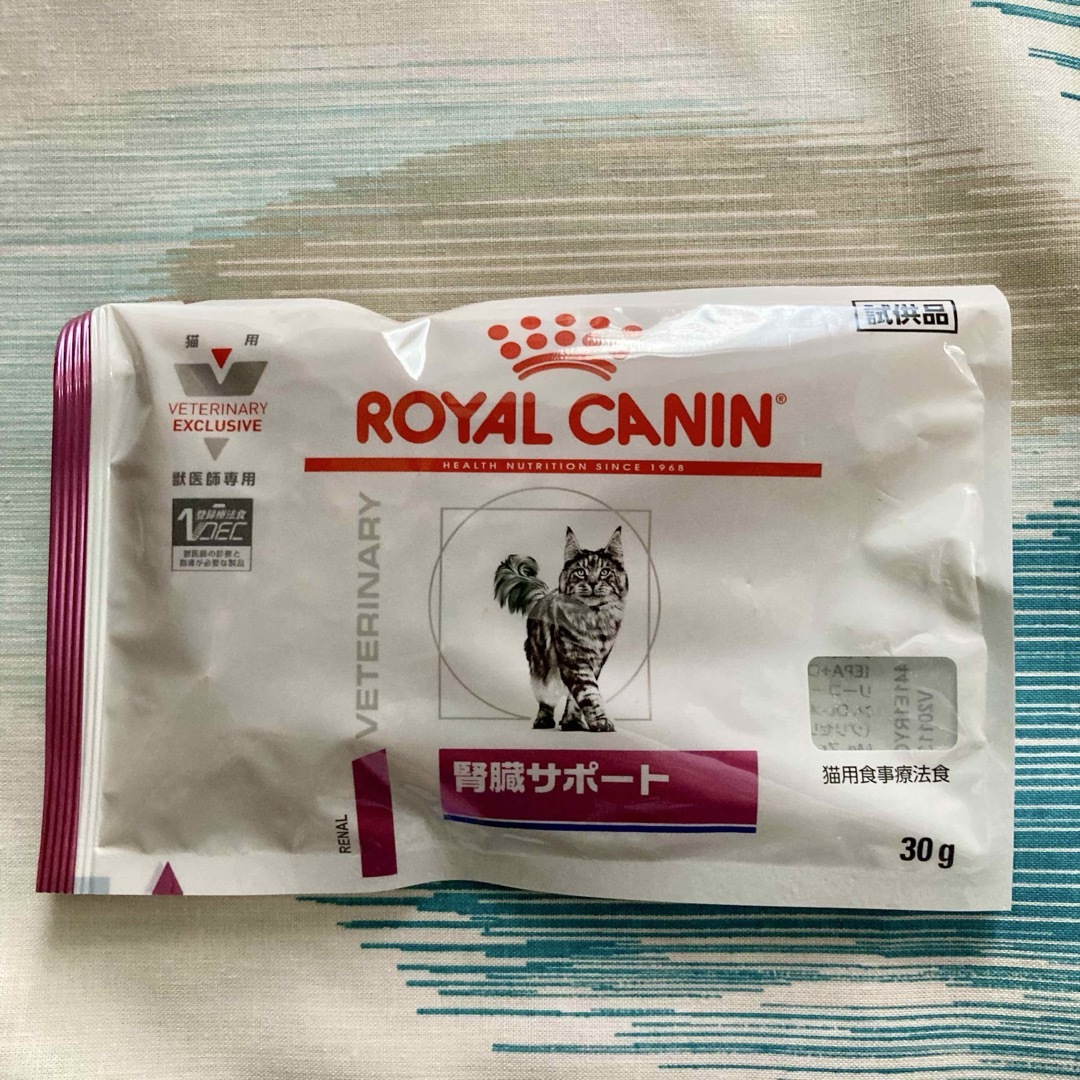 試供品
猫 用
VETERINARY
EXCLUSIVE
獣医師専用
登録療法食
VDEC
獣医師の診察と
指導が必要な製品
ROYAL CANIN®
HEALTH NUTRITION SINCE 1968
VETERINARY
RENAL
腎臓サポート
猫用食事療法食
30 g